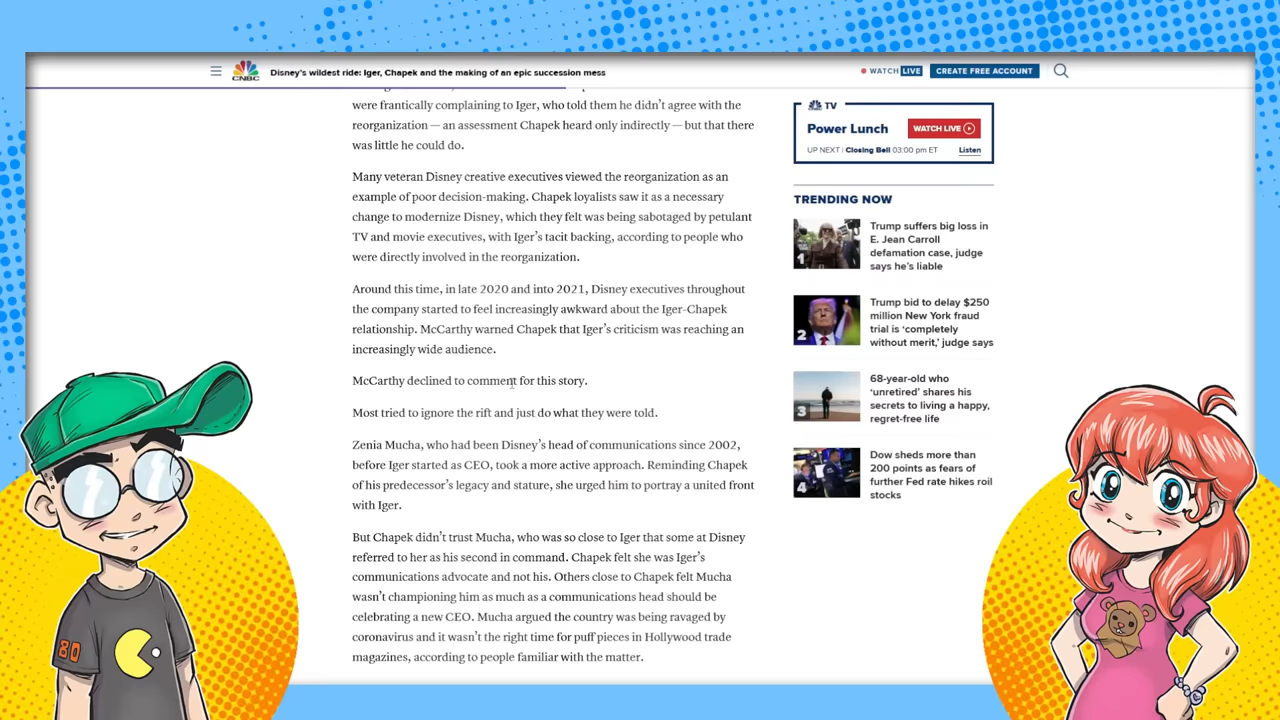 CNBC
Disney's wildest ride: Iger, Chapek and the making of an epic succession mess
WATCH LIVE
CREATE FREE ACCOUNT
were frantically complaining to Iger, who told them he didn't agree with the
reorganization — an assessment Chapek heard only indirectly — but that there
was little he could do.
Many veteran Disney creative executives viewed the reorganization as an
example of poor decision-making. Chapek loyalists saw it as a necessary
change to modernize Disney, which they felt was being sabotaged by petulant
TV and movie executives, with Iger's tacit backing, according to people who
were directly involved in the reorganization.
Around this time, in late 2020 and into 2021, Disney executives throughout
the company started to feel increasingly awkward about the Iger-Chapek
relationship. McCarthy warned Chapek that Iger's criticism was reaching an
increasingly wide audience.
McCarthy declined to comment for this story.
Most tried to ignore the rift and just do what they were told.
Zenia Mucha, who had been Disney's head of communications since 2002,
before Iger started as CEO, took a more active approach. Reminding Chapek
of his predecessor's legacy and stature, she urged him to portray a united front
with Iger.
But Chapek didn't trust Mucha, who was so close to Iger that some at Disney
referred to her as his second in command. Chapek felt she was Iger's
communications advocate and not his. Others close to Chapek felt Mucha
wasn't championing him as much as a communications head should be
celebrating a new CEO. Mucha argued the country was being ravaged by
coronavirus and it wasn't the right time for puff pieces in Hollywood trade
magazines, according to people familiar with the matter.
TV
Power Lunch
WATCH LIVE
UP NEXT | Closing Bell 03:00 pm ET
Listen
TRENDING NOW
1
Trump suffers big loss in
E. Jean Carroll
defamation case, judge
says he's liable
2
Trump bid to delay $250
million New York fraud
trial is 'completely
without merit,' judge says
3
68-year-old who
'unretired' shares his
secrets to living a happy,
regret-free life
4
Dow sheds more than
200 points as fears of
further Fed rate hikes roil
stocks
80